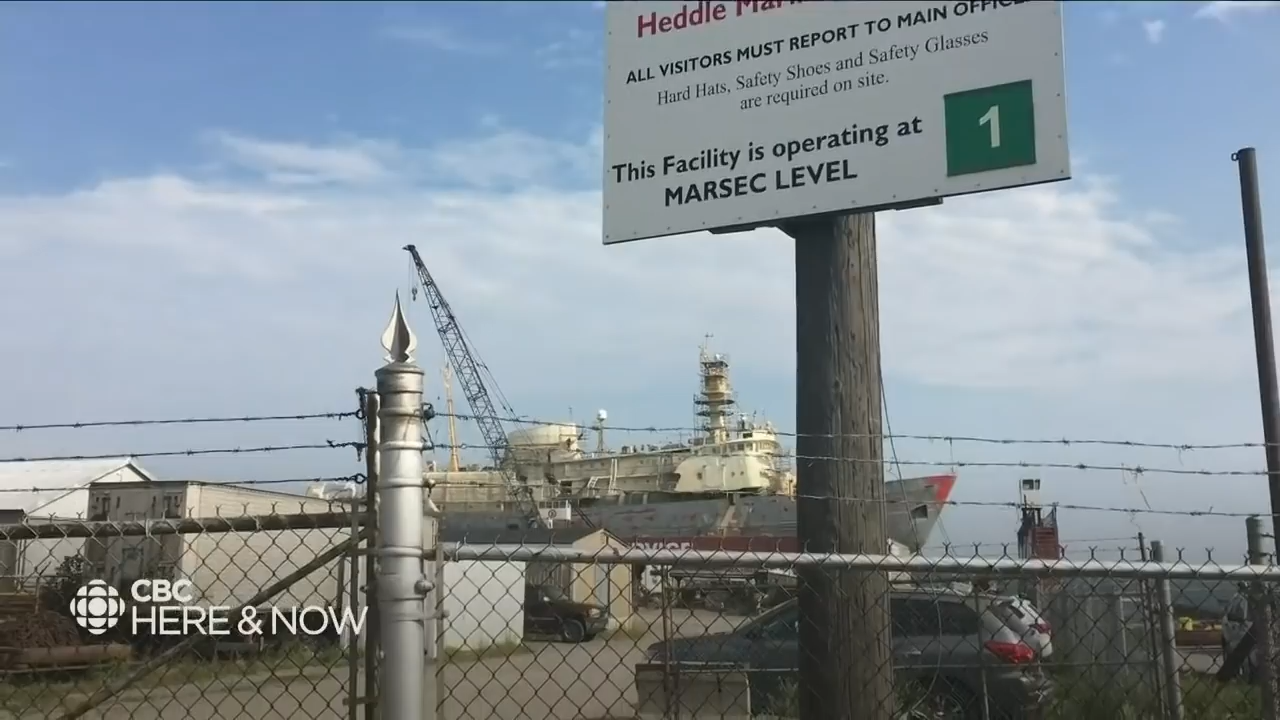 Heddle
ALL VISITORS MUST REPORT TO MAIN OFFICE
Hard Hats, Safety Shoes and Safety Glasses
are required on site.
This Facility is operating at
MARSEC LEVEL
1
CBC
HERE & NOW